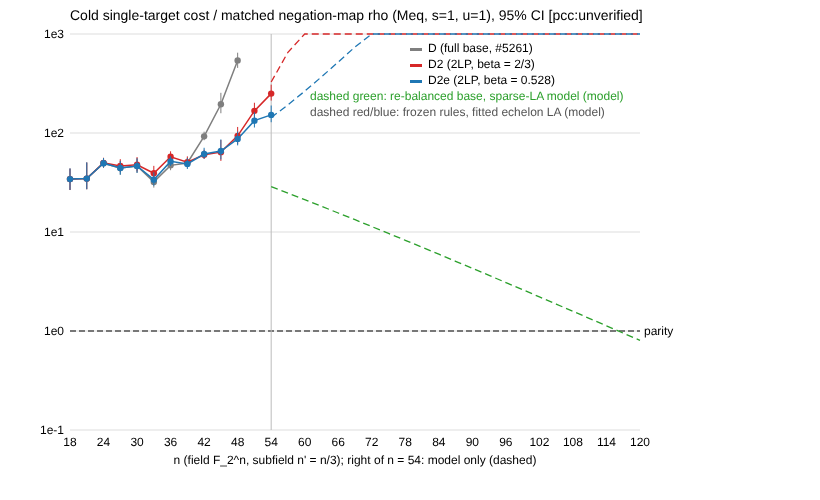 Cold single-target cost / matched negation-map rho (Meq, s=1, u=1), 95% CI [pcc:unverified]
1e3
D (full base, #5261)
D2 (2LP, beta = 2/3)
D2e (2LP, beta = 0.528)
dashed green: re-balanced base, sparse-LA model (model)
dashed red/blue: frozen rules, fitted echelon LA (model)
1e2
1e1
1e0
parity
1e-1
18 24 30 36 42 48 54 60 66 72 78 84 90 96 102 108 114 120
n (field F_2^n, subfield n' = n/3); right of n = 54: model only (dashed)